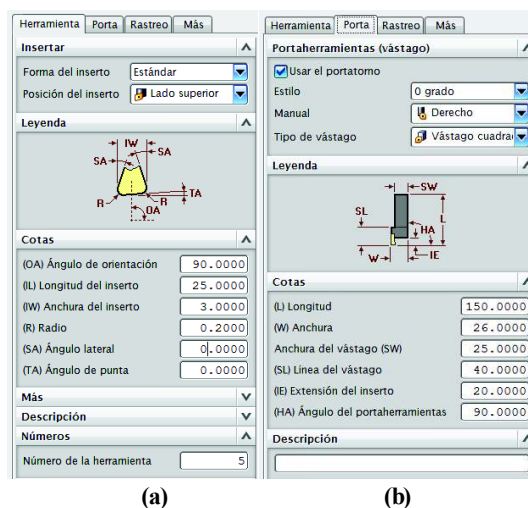 Herramienta Porta Rastreo Más
Insertar
Forma del inserto Estándar
Posición del inserto Lado superior
Leyenda
IW
SA
SA
TA
R
R
OA
Cotas
(OA) Ángulo de orientación 90.0000
(IL) Longitud del inserto 25.0000
(IW) Anchura del inserto 3.0000
(R) Radio 0.2000
(SA) Ángulo lateral 0.0000
(TA) Ángulo de punta 0.0000
Más
Descripción
Números
Número de la herramienta 5
(a)
Herramienta Porta Rastreo Más
Portaherramientas (vástago)
Usar el portatorno
Estilo 0 grado
Manual Derecho
Tipo de vástago Vástago cuadra
Leyenda
SW
SL
L
HA
W
IE
Cotas
(L) Longitud 150.0000
(W) Anchura 26.0000
Anchura del vástago (SW) 25.0000
(SL) Línea del vástago 40.0000
(IE) Extensión del inserto 20.0000
(HA) Ángulo del portaherramientas 90.0000
Descripción
(b)